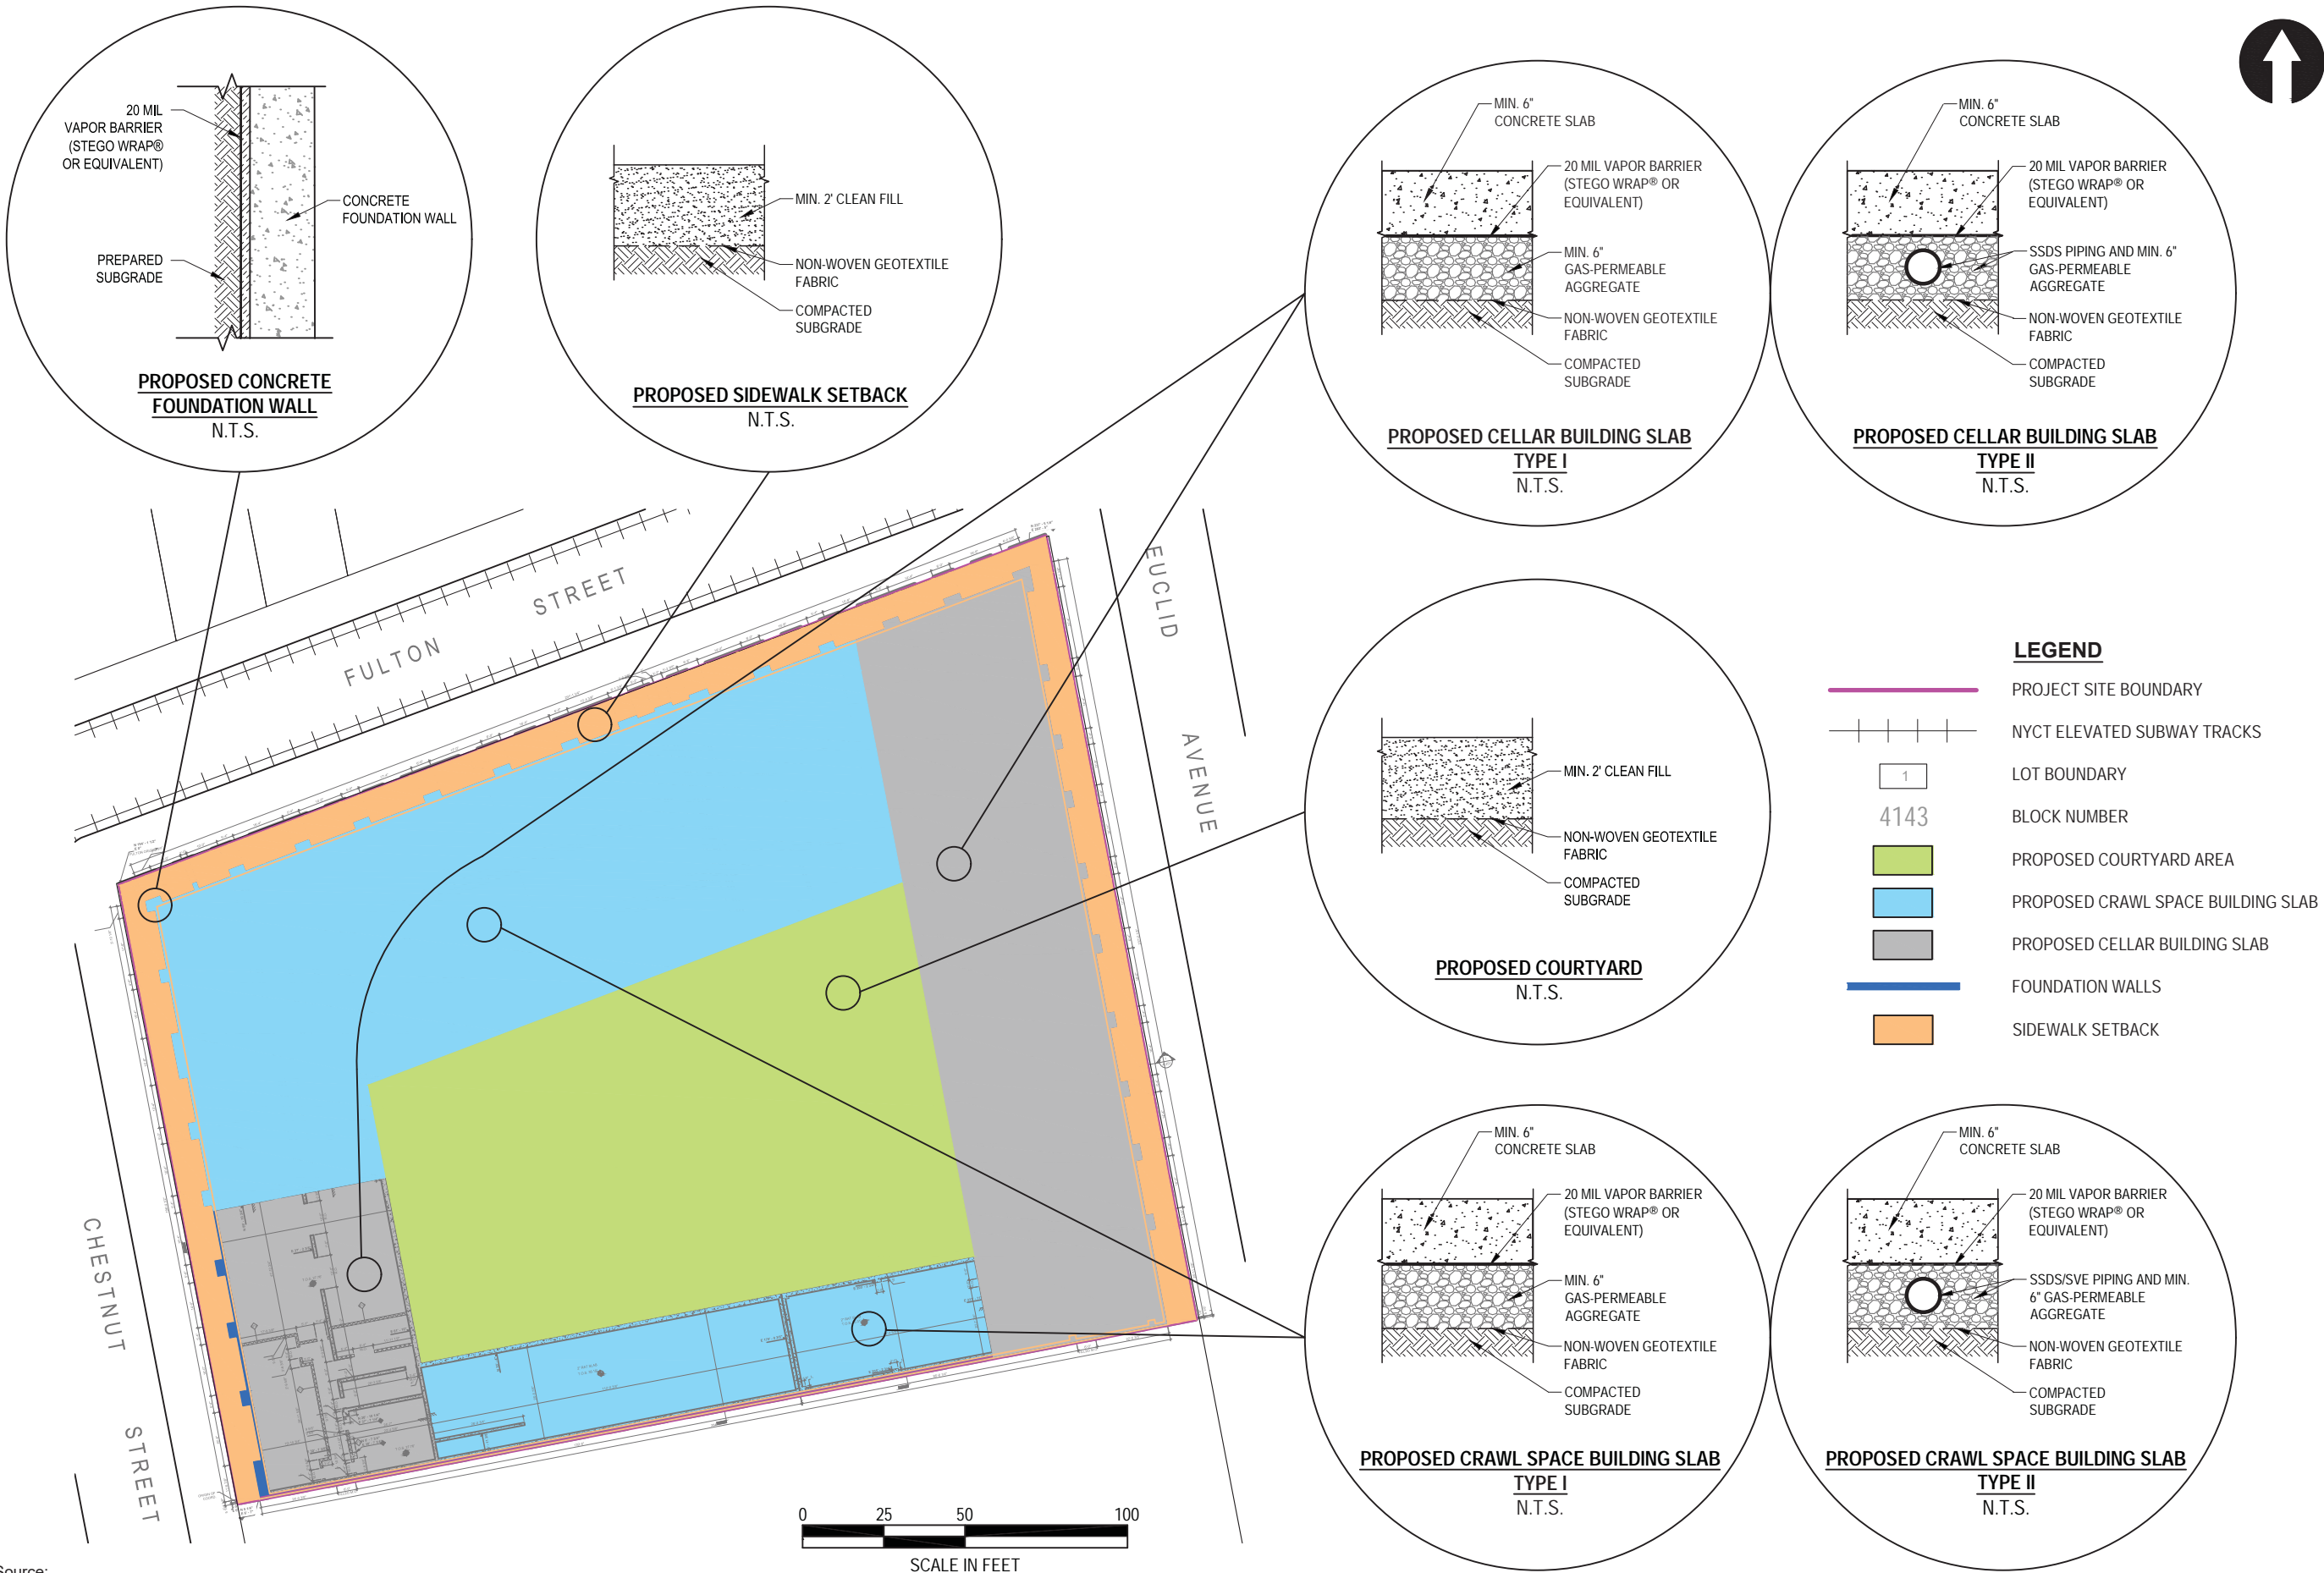 20 MIL
VAPOR BARRIER
(STEGO WRAP®
OR EQUIVALENT)
CONCRETE
FOUNDATION WALL
PREPARED
SUBGRADE
PROPOSED CONCRETE
FOUNDATION WALL
N.T.S.
MIN. 2' CLEAN FILL
NON-WOVEN GEOTEXTILE
FABRIC
COMPACTED
SUBGRADE
PROPOSED SIDEWALK SETBACK
N.T.S.
MIN. 6"
CONCRETE SLAB
20 MIL VAPOR BARRIER
(STEGO WRAP® OR
EQUIVALENT)
MIN. 6"
GAS-PERMEABLE
AGGREGATE
NON-WOVEN GEOTEXTILE
FABRIC
COMPACTED
SUBGRADE
PROPOSED CELLAR BUILDING SLAB
TYPE I
N.T.S.
MIN. 6"
CONCRETE SLAB
20 MIL VAPOR BARRIER
(STEGO WRAP® OR
EQUIVALENT)
SSDS PIPING AND MIN. 6"
GAS-PERMEABLE
AGGREGATE
NON-WOVEN GEOTEXTILE
FABRIC
COMPACTED
SUBGRADE
PROPOSED CELLAR BUILDING SLAB
TYPE II
N.T.S.
FULTON STREET
EUCLID AVENUE
CHESTNUT STREET
MIN. 2' CLEAN FILL
NON-WOVEN GEOTEXTILE
FABRIC
COMPACTED
SUBGRADE
PROPOSED COURTYARD
N.T.S.
LEGEND
PROJECT SITE BOUNDARY
NYCT ELEVATED SUBWAY TRACKS
1 LOT BOUNDARY
4143 BLOCK NUMBER
PROPOSED COURTYARD AREA
PROPOSED CRAWL SPACE BUILDING SLAB
PROPOSED CELLAR BUILDING SLAB
FOUNDATION WALLS
SIDEWALK SETBACK
MIN. 6"
CONCRETE SLAB
20 MIL VAPOR BARRIER
(STEGO WRAP® OR
EQUIVALENT)
MIN. 6"
GAS-PERMEABLE
AGGREGATE
NON-WOVEN GEOTEXTILE
FABRIC
COMPACTED
SUBGRADE
PROPOSED CRAWL SPACE BUILDING SLAB
TYPE I
N.T.S.
MIN. 6"
CONCRETE SLAB
20 MIL VAPOR BARRIER
(STEGO WRAP® OR
EQUIVALENT)
SSDS/SVE PIPING AND MIN.
6" GAS-PERMEABLE
AGGREGATE
NON-WOVEN GEOTEXTILE
FABRIC
COMPACTED
SUBGRADE
PROPOSED CRAWL SPACE BUILDING SLAB
TYPE II
N.T.S.
0 25 50 100
SCALE IN FEET
Source: